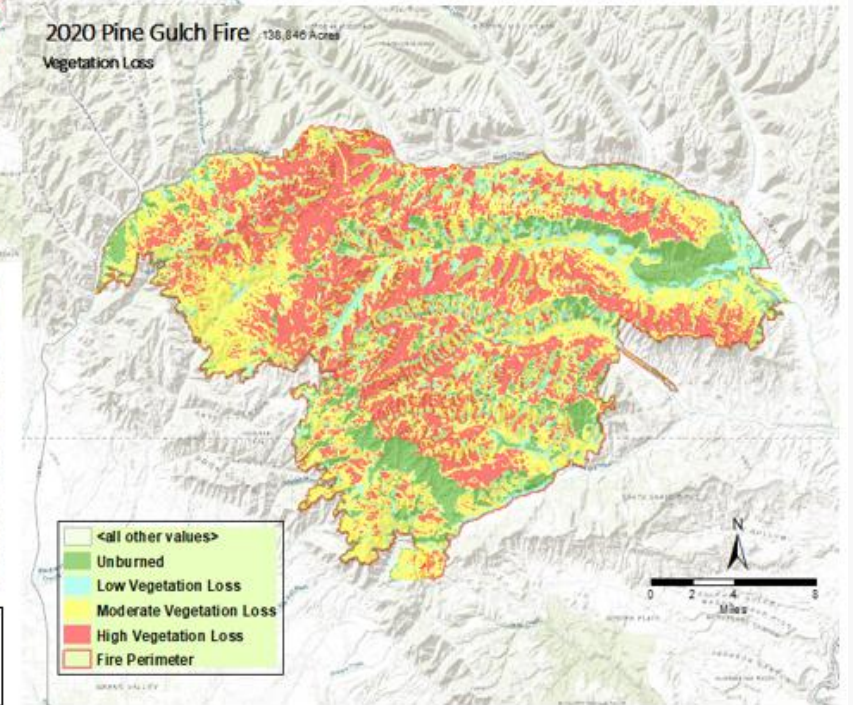 2020 Pine Gulch Fire 138,846 Acres
Vegetation Loss
<all other values>
Unburned
Low Vegetation Loss
Moderate Vegetation Loss
High Vegetation Loss
Fire Perimeter
N
0 2 4 8
Miles
GRAND VALLEY